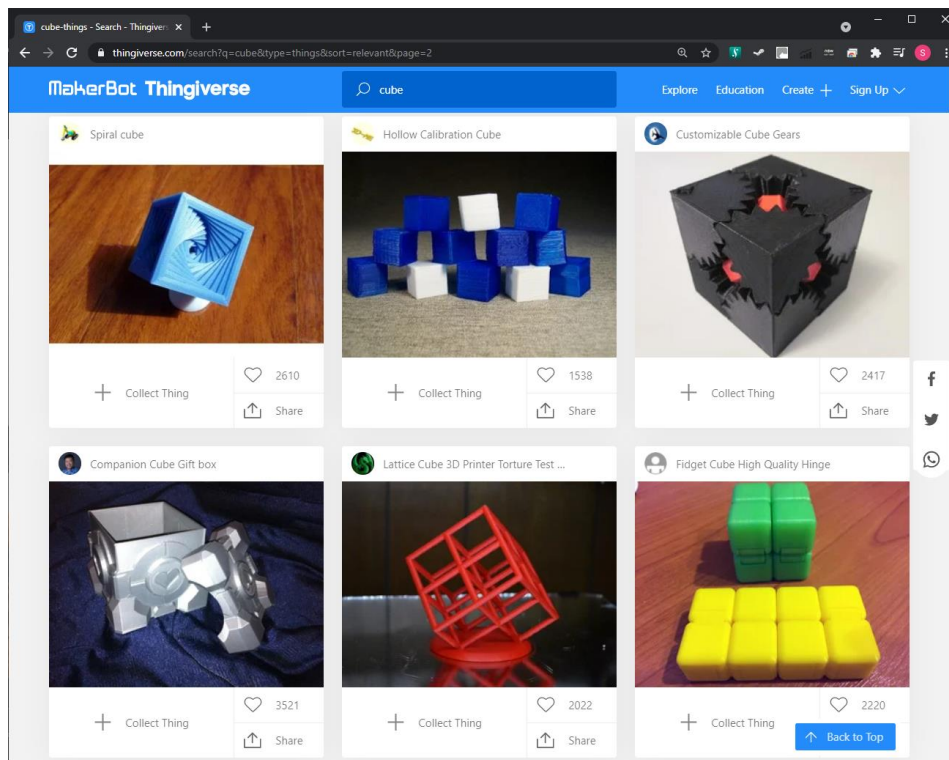 cube-things - Search - Thingivers
thingiverse.com/search?q=cube&type=things&sort=relevant&page=2
S
MakerBot Thingiverse
cube
Explore
Education
Create
Sign Up
Spiral cube
Hollow Calibration Cube
Customizable Cube Gears
2610
Collect Thing
Share
1538
Collect Thing
Share
2417
Collect Thing
Share
Companion Cube Gift box
Lattice Cube 3D Printer Torture Test ...
Fidget Cube High Quality Hinge
3521
Collect Thing
Share
2022
Collect Thing
Share
2220
Collect Thing
Back to Top